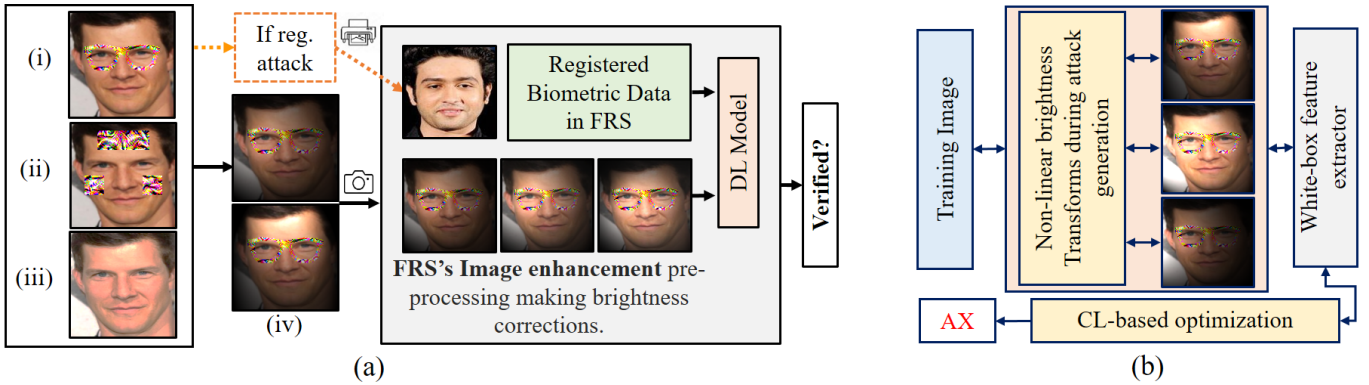 (i)
(ii)
(iii)
If reg.
attack
(iv)
Registered
Biometric Data
in FRS
DL Model
Verified?
FRS's Image enhancement pre-
processing making brightness
corrections.
(a)
Training Image
Non-linear brightness
Transforms during attack
generation
White-box feature
extractor
CL-based optimization
AX
(b)